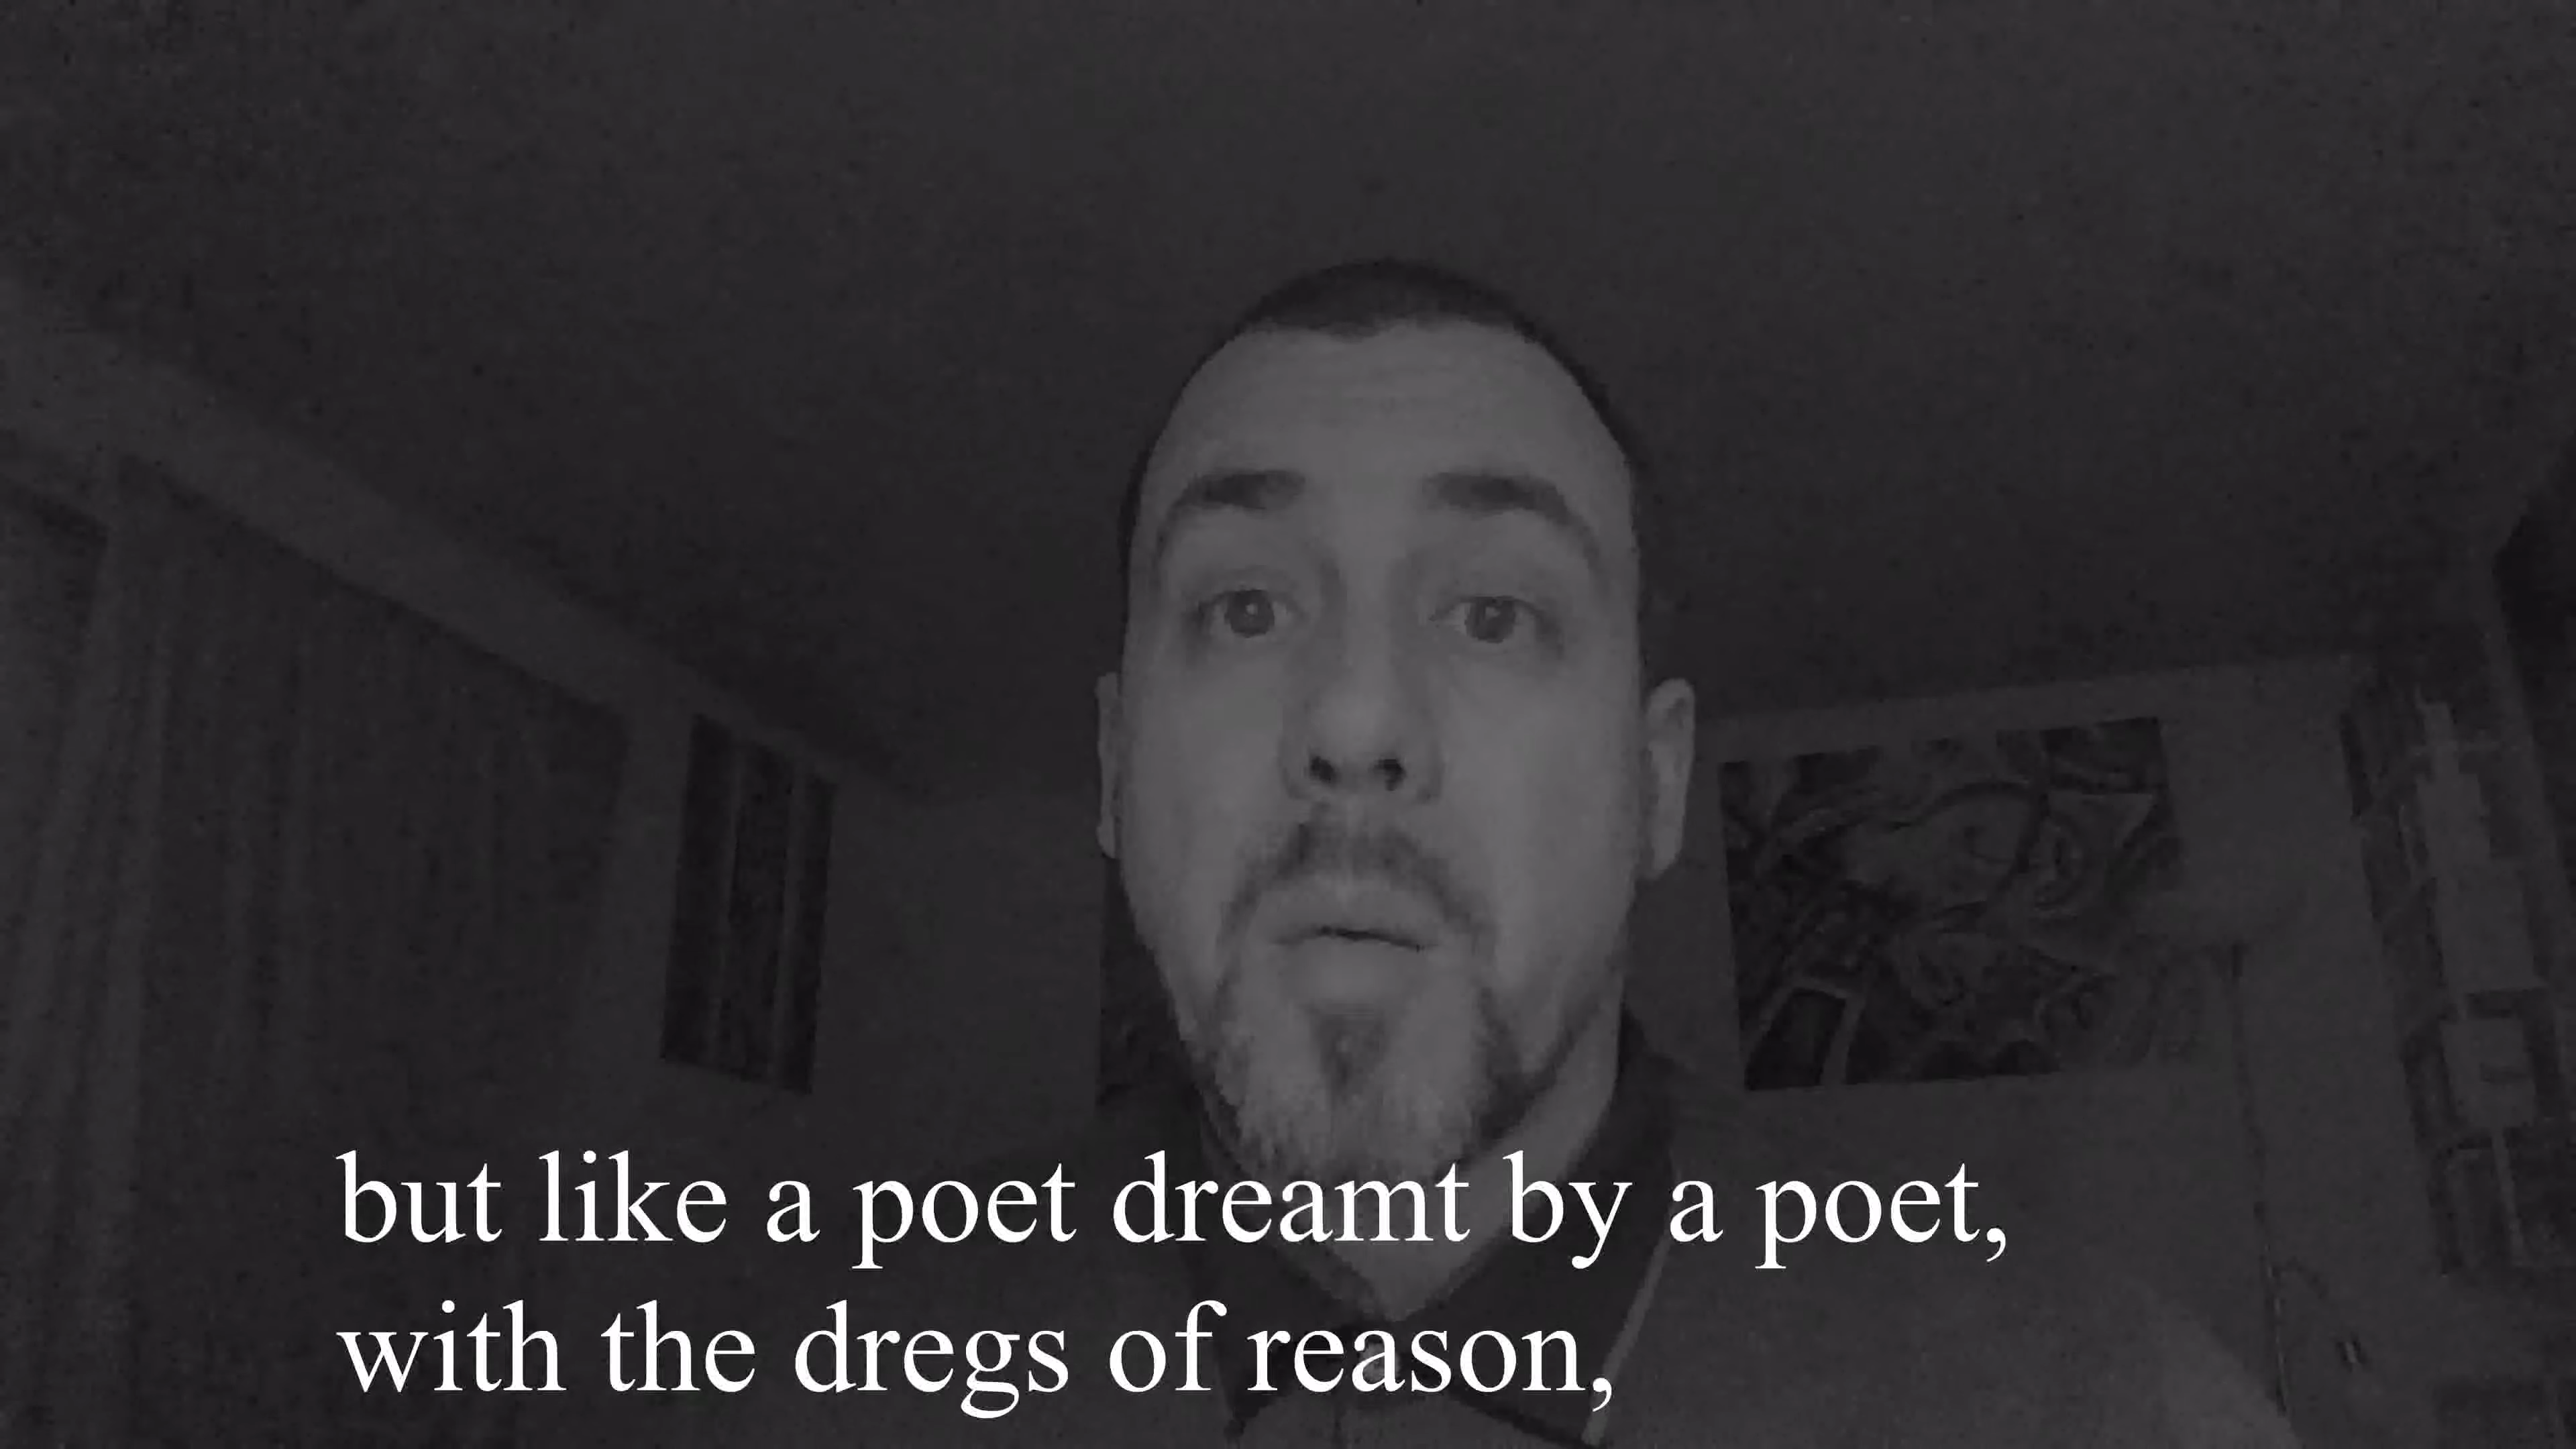 but like a poet dreamt by a poet,
with the dregs of reason,